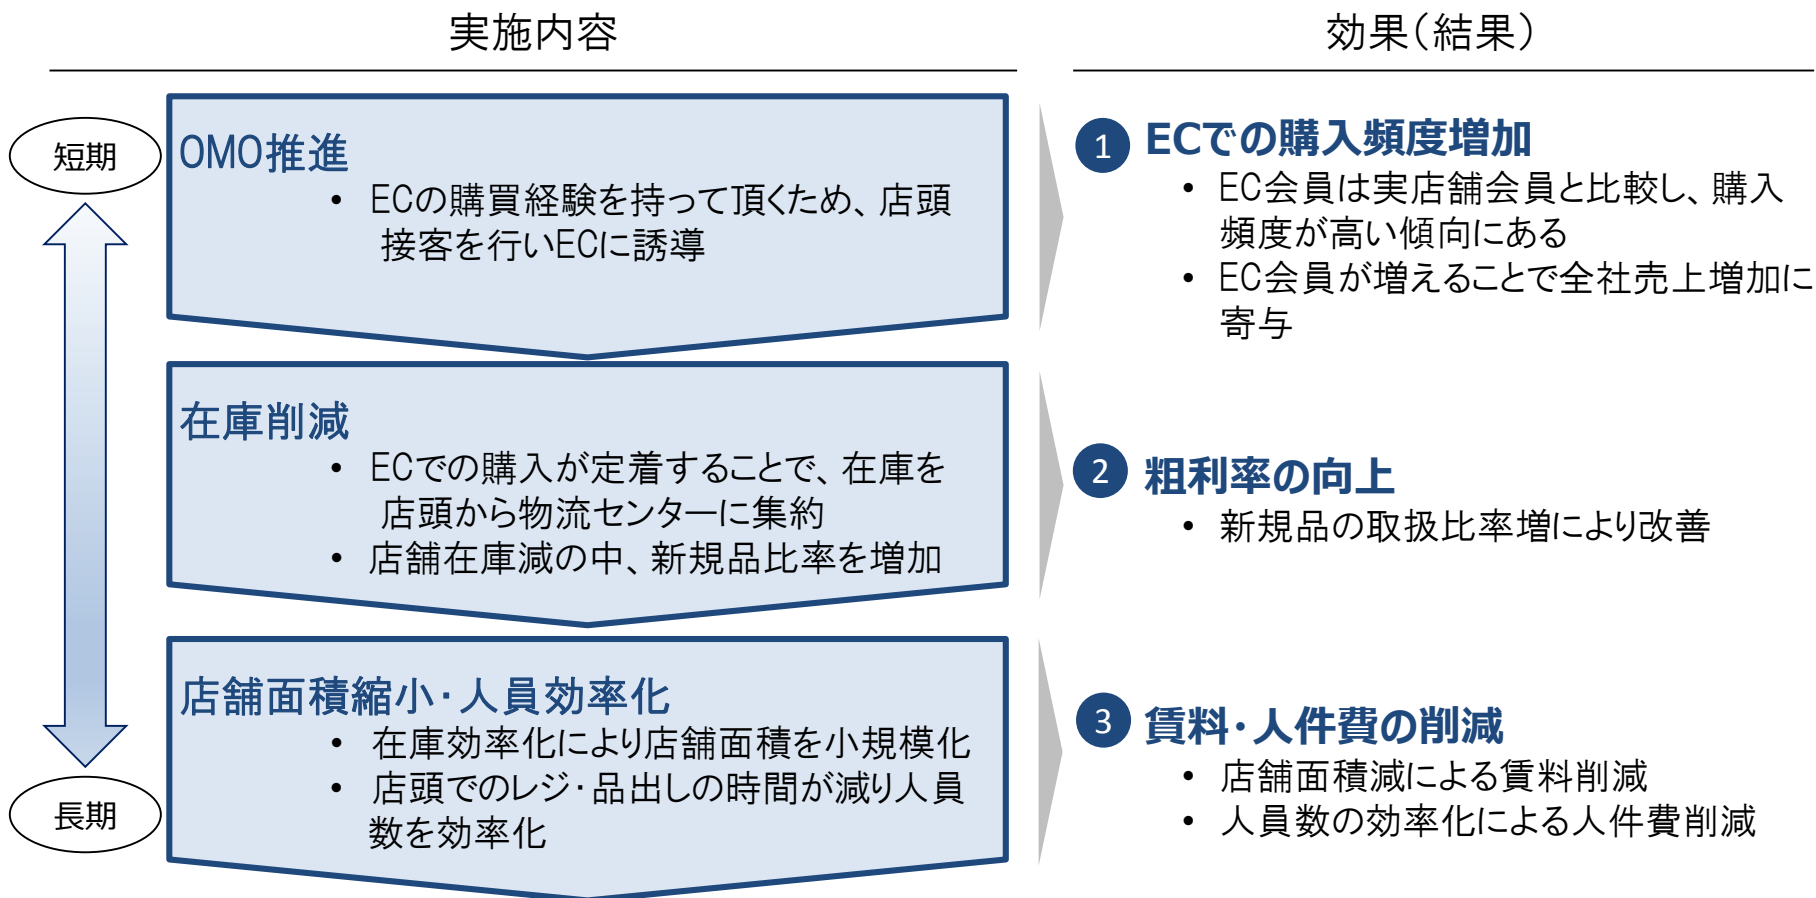 実施内容
効果（結果）
短期
OMO推進
• ECの購買経験を持って頂くため、店頭
接客を行いECに誘導
1 ECでの購入頻度増加
• EC会員は実店舗会員と比較し、購入
頻度が高い傾向にある
• EC会員が増えることで全社売上増加に
寄与
在庫削減
• ECでの購入が定着することで、在庫を
店頭から物流センターに集約
• 店舗在庫減の中、新規品比率を増加
2 粗利率の向上
• 新規品の取扱比率増により改善
店舗面積縮小・人員効率化
• 在庫効率化により店舗面積を小規模化
• 店頭でのレジ・品出しの時間が減り人員
数を効率化
長期
3 賃料・人件費の削減
• 店舗面積減による賃料削減
• 人員数の効率化による人件費削減